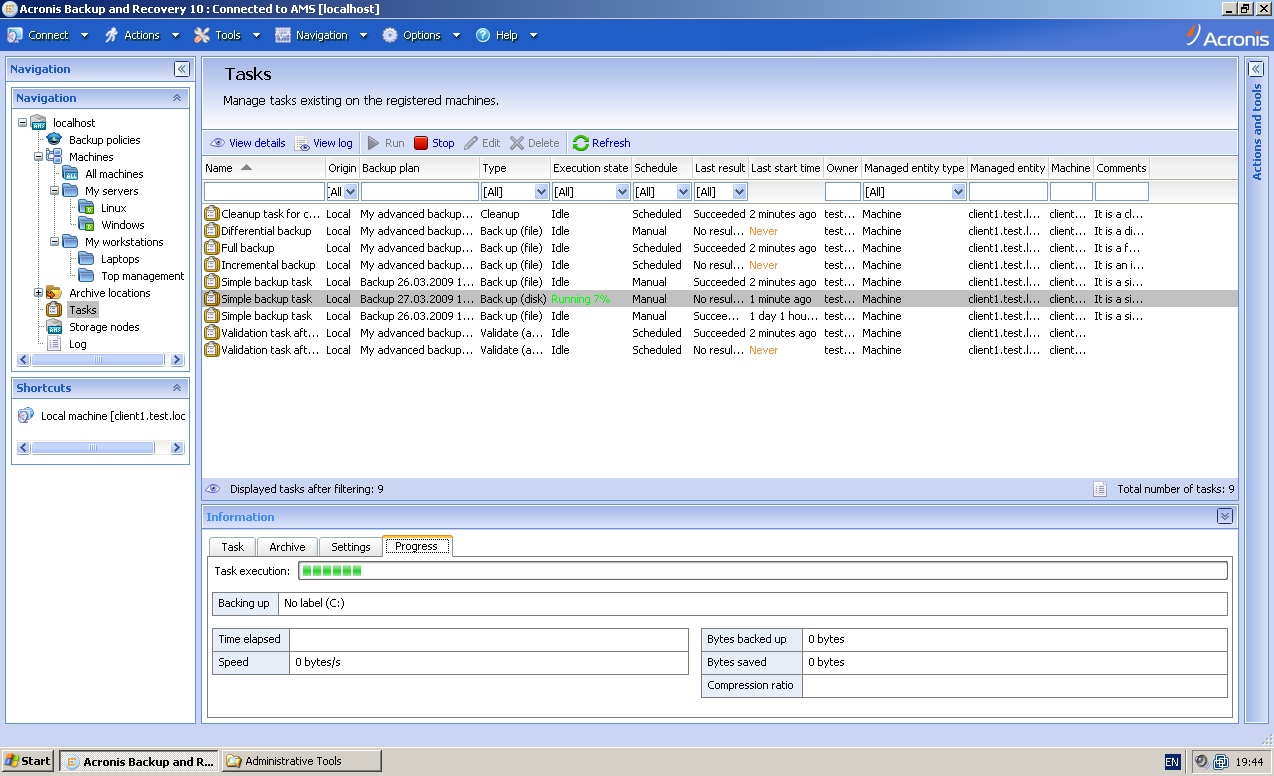 Acronis Backup and Recovery 10 : Connected to AMS [localhost]
Connect Actions Tools Navigation Options Help
Acronis
Navigation
Navigation
localhost
Backup policies
Machines
All machines
My servers
Linux
Windows
My workstations
Laptops
Top management
Archive locations
Tasks
Storage nodes
Log
Shortcuts
Local machine [client1.test.loc
Tasks
Manage tasks existing on the registered machines.
View details View log Run Stop Edit Delete Refresh
Name Origin Backup plan Type Execution state Schedule Last result Last start time Owner Managed entity type Managed entity Machine Comments
[All [All] [All] [All] [All] [All]
Cleanup task for c... Local My advanced backup... Cleanup Idle Scheduled Succeeded 2 minutes ago test... Machine client1.test.l... client... It is a cl...
Differential backup Local My advanced backup... Back up (file) Idle Manual No resul... Never test... Machine client1.test.l... client... It is a di...
Full backup Local My advanced backup... Back up (file) Idle Scheduled Succeeded 2 minutes ago test... Machine client1.test.l... client... It is a f...
Incremental backup Local My advanced backup... Back up (file) Idle Scheduled No resul... Never test... Machine client1.test.l... client... It is an i...
Simple backup task Local Backup 26.03.2009 1... Back up (file) Idle Manual Succeeded 2 minutes ago test... Machine client1.test.l... client... It is a si...
Simple backup task Local Backup 27.03.2009 1... Back up (disk) Running 7% Manual No resul... 1 minute ago test... Machine client1.test.l... client... It is a si...
Simple backup task Local Backup 26.03.2009 1... Back up (file) Idle Manual Succee... 1 day 1 hou... test... Machine client1.test.l... client... It is a si...
Validation task aft... Local My advanced backup... Validate (a... Idle Scheduled Succeeded 2 minutes ago test... Machine client1.test.l... client...
Validation task aft... Local My advanced backup... Validate (a... Idle Scheduled No resul... Never test... Machine client1.test.l... client...
Displayed tasks after filtering: 9 Total number of tasks: 9
Information
Task Archive Settings Progress
Task execution:
Backing up No label (C:)
Time elapsed
Speed 0 bytes/s
Bytes backed up 0 bytes
Bytes saved 0 bytes
Compression ratio
Actions and tools
Start Acronis Backup and R... Administrative Tools EN 19:44